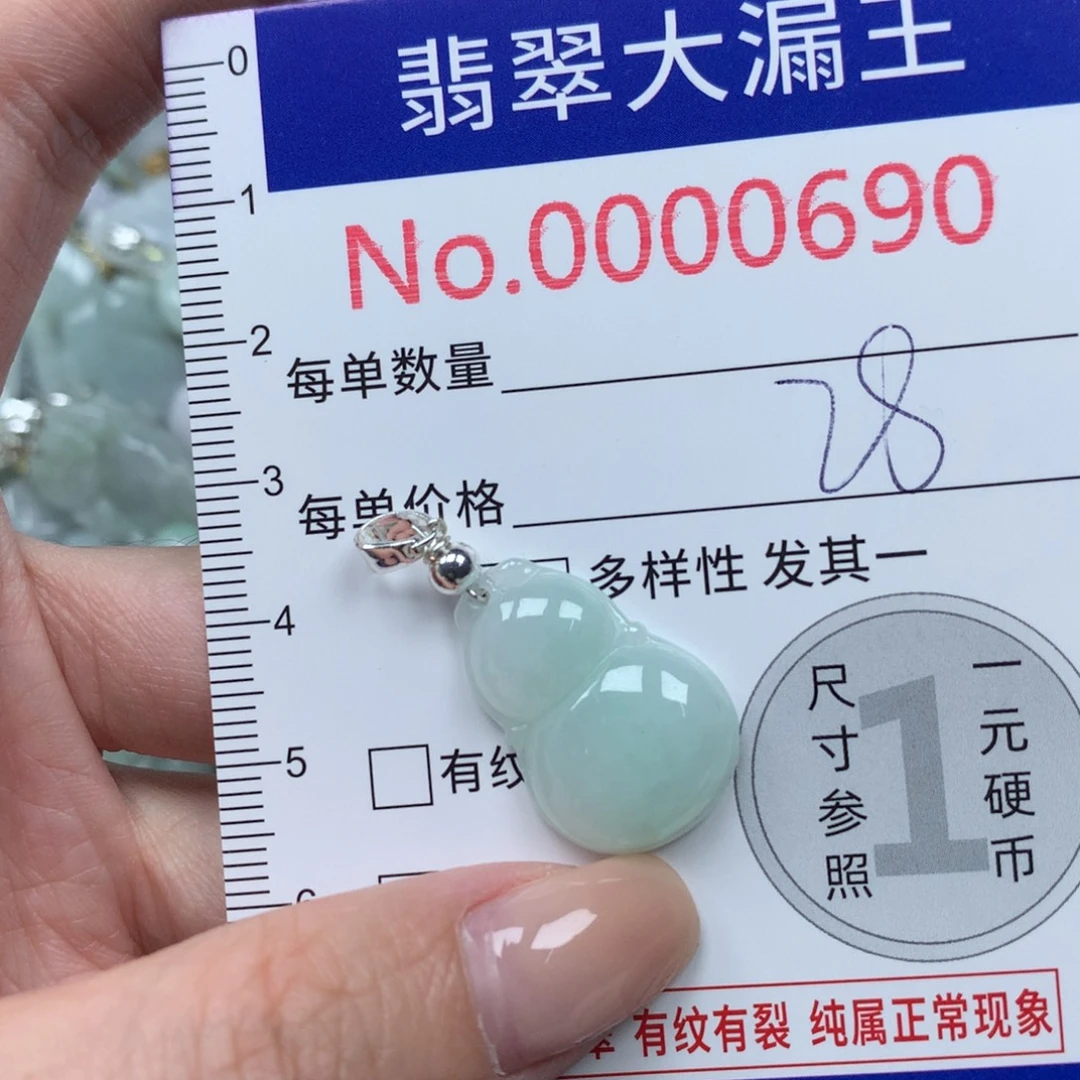 翡翠大漏王
No.0000690
每单数量
28
每单价格
多样性 发其一
有纹
尺寸参照
1
一元硬币
有纹有裂 纯属正常现象
0
1
2
3
4
5